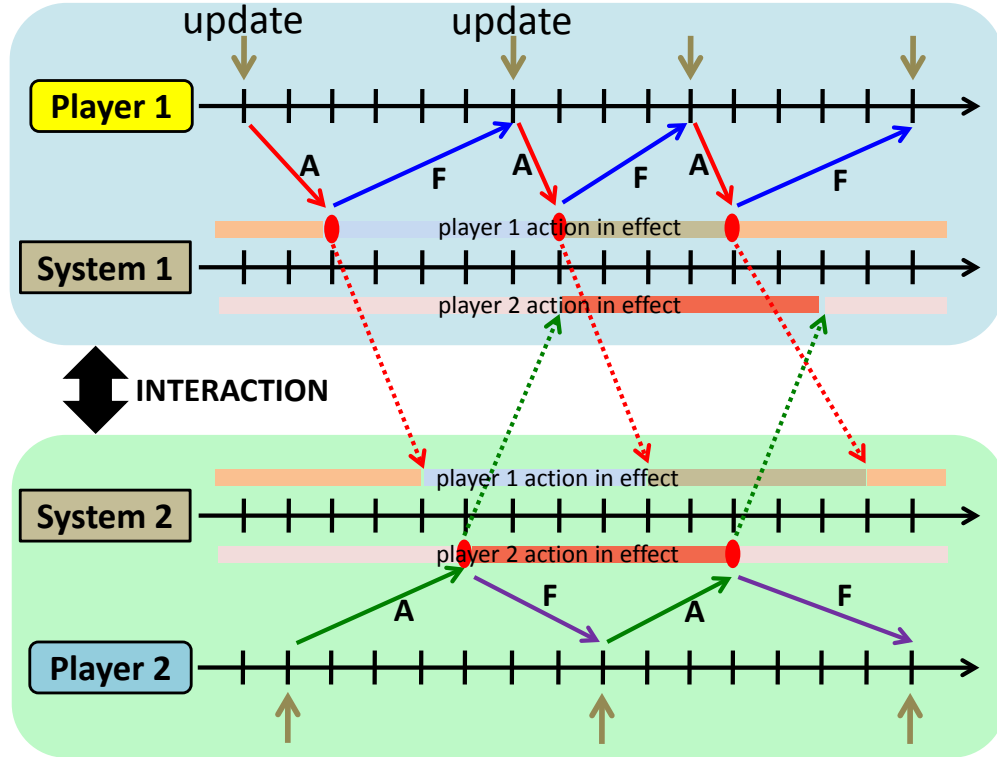 update update
Player 1
A F A F A F
player 1 action in effect
System 1
player 2 action in effect
INTERACTION
player 1 action in effect
System 2
player 2 action in effect
A F A F
Player 2